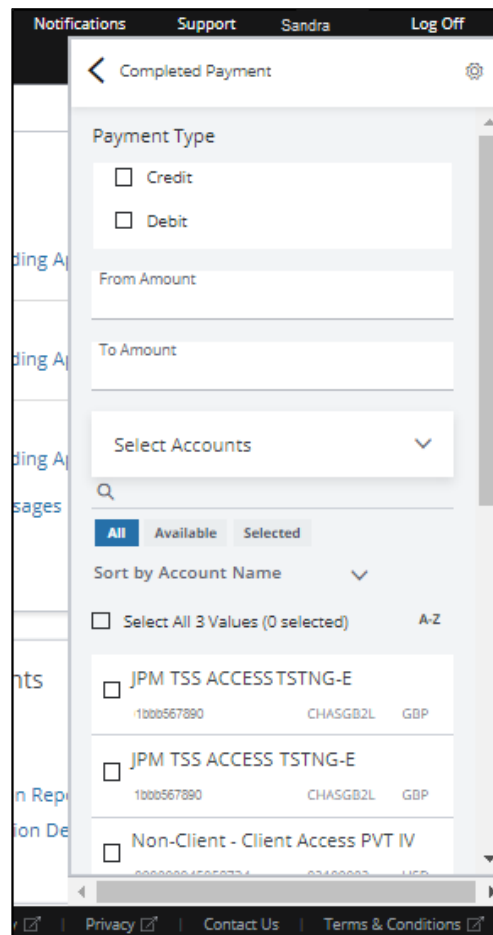 Notifications Support Sandra Log Off
Completed Payment
Payment Type
Credit
Debit
ding Ap
From Amount
ding Ap
To Amount
ding Ap
Select Accounts
sages
All Available Selected
Sort by Account Name
Select All 3 Values (0 selected) A-Z
nts
JPM TSS ACCESS TSTNG-E
1bbb567890 CHASGB2L GBP
JPM TSS ACCESS TSTNG-E
n Repo
1bbb567890 CHASGB2L GBP
ion De
Non-Client - Client Access PVT IV
Privacy | Contact Us | Terms & Conditions